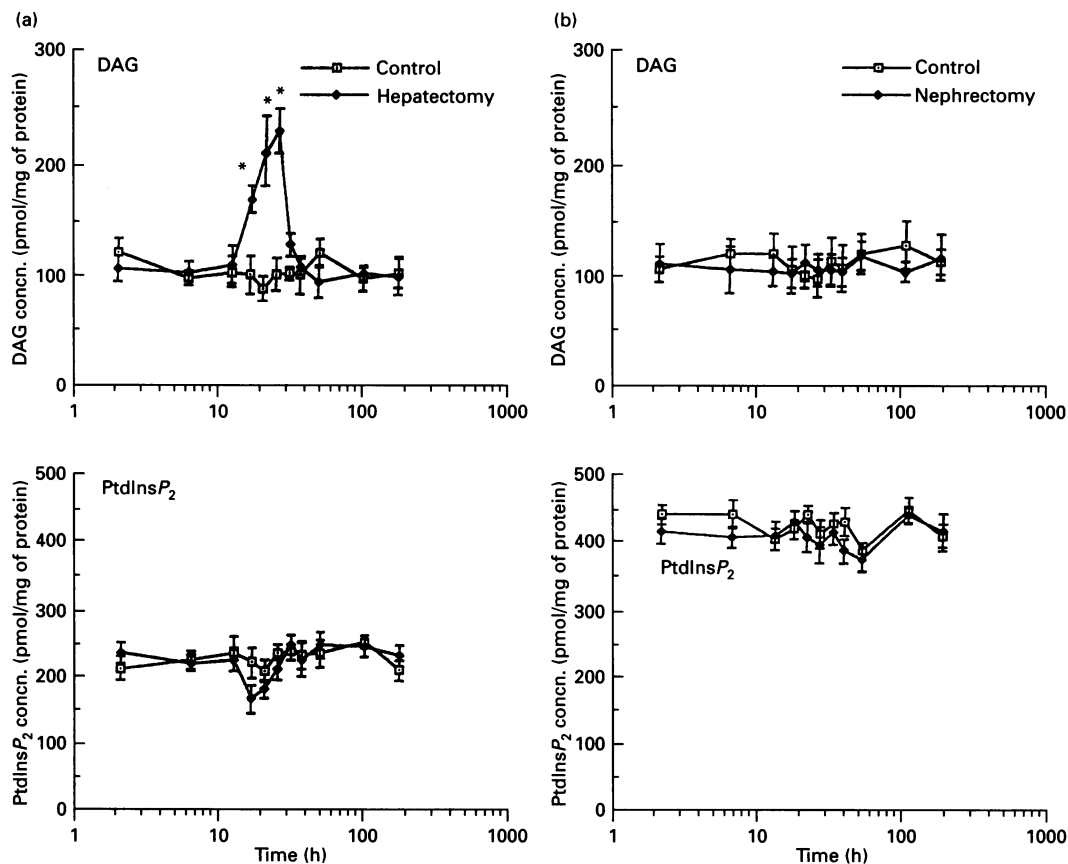 (a)
DAG
Control
Hepatectomy
* * *
DAG concn. (pmol/mg of protein)
300
200
100
0
1 10 100 1000
(b)
DAG
Control
Nephrectomy
DAG concn. (pmol/mg of protein)
300
200
100
0
1 10 100 1000
PtdInsP₂
PtdInsP₂ concn. (pmol/mg of protein)
500
400
300
200
100
0
1 10 100 1000
Time (h)
PtdInsP₂
PtdInsP₂ concn. (pmol/mg of protein)
500
400
300
200
100
0
1 10 100 1000
Time (h)